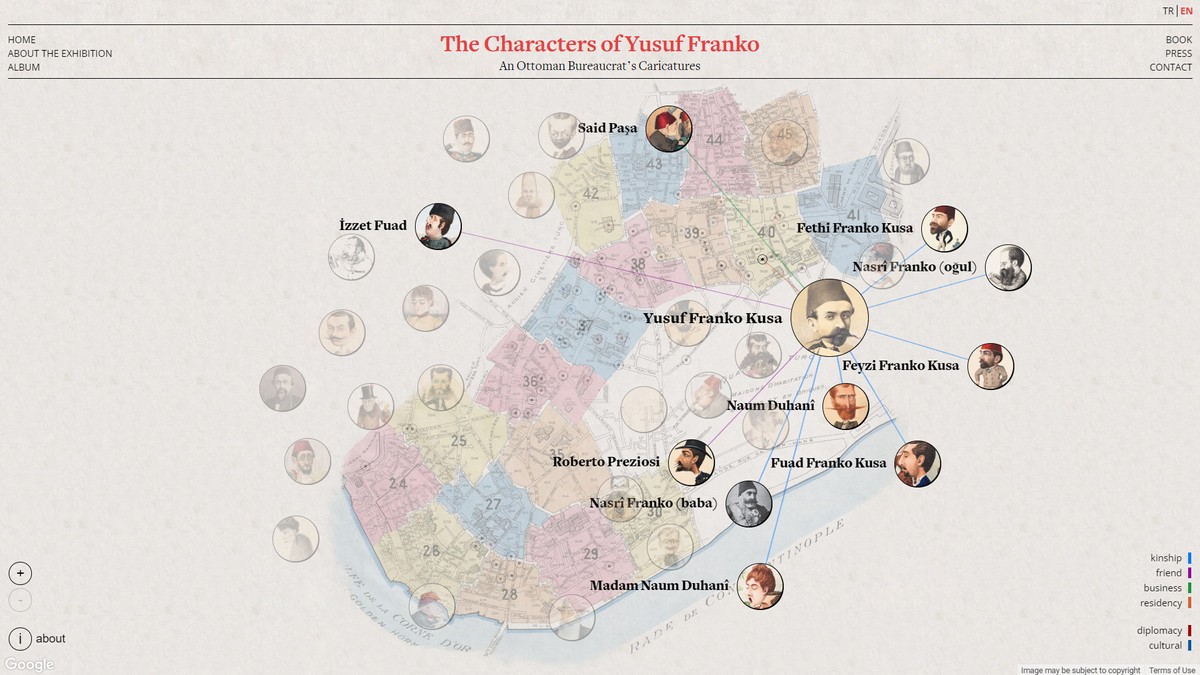 TR | EN
HOME
ABOUT THE EXHIBITION
ALBUM
The Characters of Yusuf Franko
An Ottoman Bureaucrat's Caricatures
BOOK
PRESS
CONTACT
Said Paşa
44
45
43
42
İzzet Fuad
41
Fethi Franko Kusa
39
40
38
Nasrî Franko (oğul)
Yusuf Franko Kusa
37
Feyzi Franko Kusa
36
Naum Duhanî
25
35
Roberto Preziosi
Fuad Franko Kusa
24
27
Nasrî Franko (baba)
30
26
29
Madam Naum Duhanî
28
RADE DE CONSTANTINOPLE
DE LA CORNE D'OR
GOLDEN HORN
+
-
i about
kinship
friend
business
residency
diplomacy
cultural
Google
Image may be subject to copyright
Terms of Use